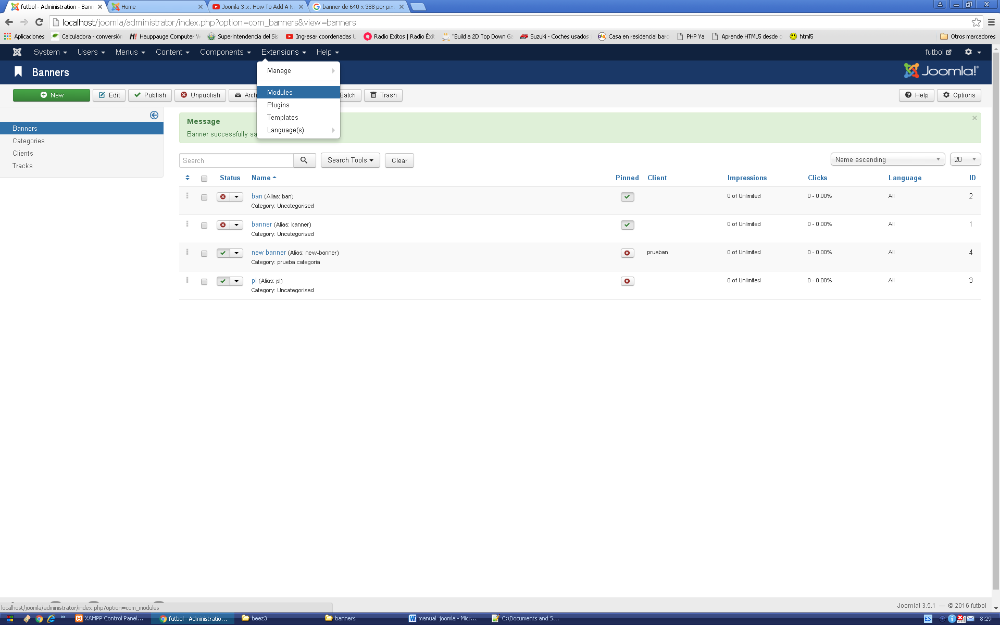 futbol - Administration - Bann
Home
Joomla 3.x. How To Add A N
banner de 640 x 388 por pix
localhost/joomla/administrator/index.php?option=com_banners&view=banners
Aplicaciones
Calculadora - conversión
Hauppauge Computer W
Superintendencia del Sis
Ingresar coordenadas U
Radio Exitos | Radio Éxit
"Build a 2D Top Down Ga
Suzuki - Coches usados
Casa en residencial barc
PHP Ya
Aprende HTML5 desde c
html5
Otros marcadores
System
Users
Menus
Content
Components
Extensions
Help
futbol
Banners
Joomla!
Manage
Modules
Plugins
Templates
Language(s)
New
Edit
Publish
Unpublish
Arch
Batch
Trash
Help
Options
Banners
Categories
Clients
Tracks
Message
Banner successfully sa
Search
Search Tools
Clear
Name ascending
20
Status Name Pinned Client Impressions Clicks Language ID
ban (Alias: ban) 0 of Unlimited 0 - 0.00% All 2
Category: Uncategorised
banner (Alias: banner) 0 of Unlimited 0 - 0.00% All 1
Category: Uncategorised
new banner (Alias: new-banner) prueban 0 of Unlimited 0 - 0.00% All 4
Category: prueba categoria
pl (Alias: pl) 0 of Unlimited 0 - 0.00% All 3
Category: Uncategorised
localhost/joomla/administrator/index.php?option=com_modules
Joomla! 3.5.1 — © 2016 futbol
XAMPP Control Panel...
futbol - Administratio...
beez3
banners
manual joomla - Micr...
C:\Documents and S...
ES
8:29